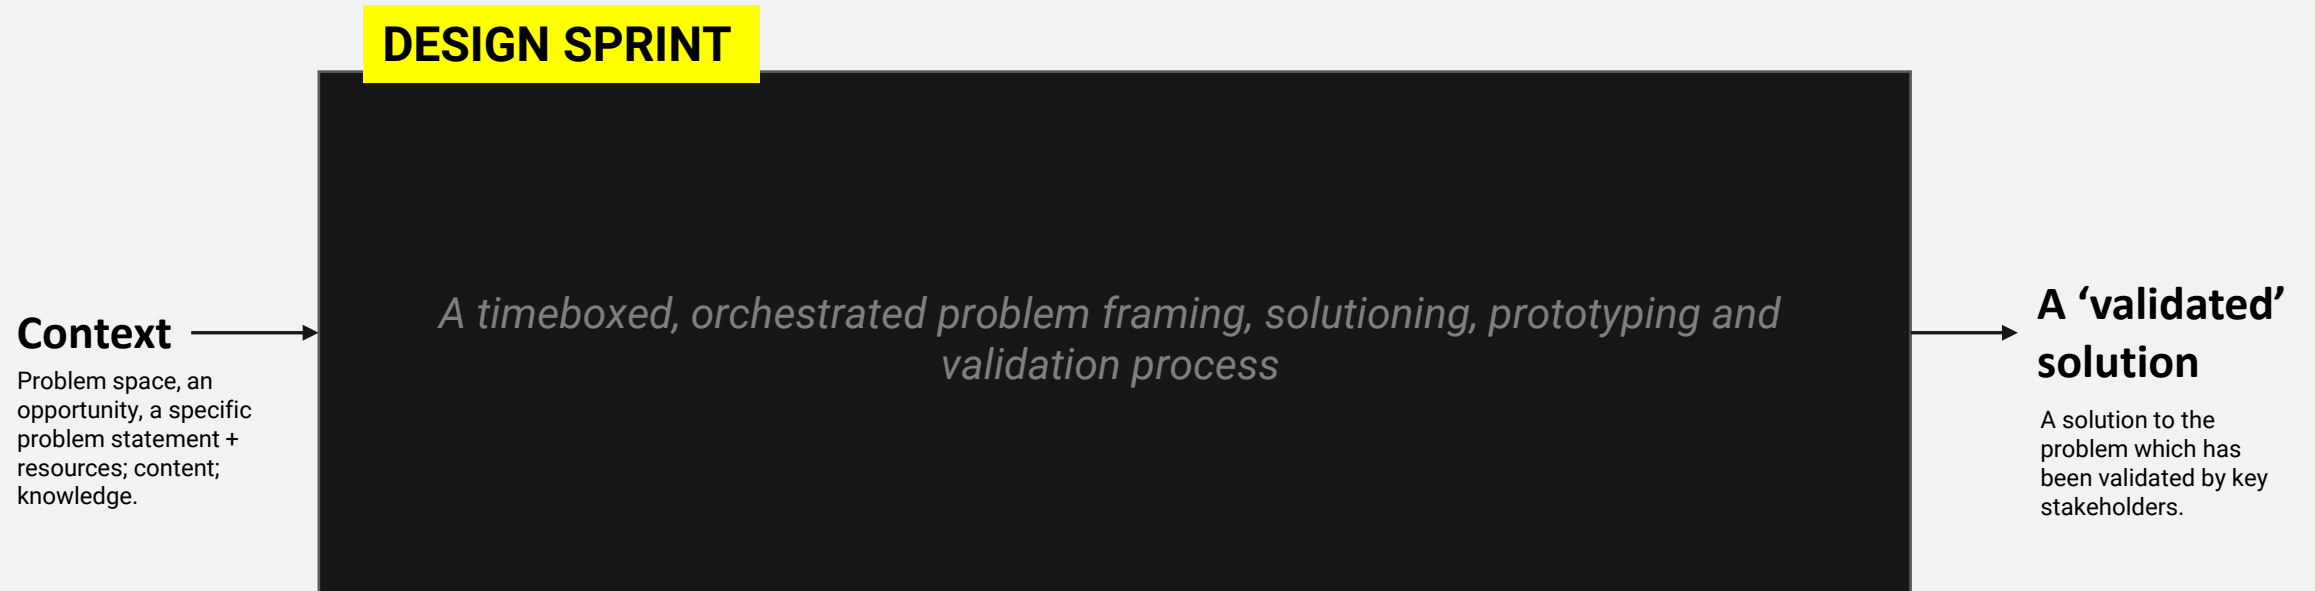 DESIGN SPRINT
A timeboxed, orchestrated problem framing, solutioning, prototyping and
validation process
Context
Problem space, an
opportunity, a specific
problem statement +
resources; content;
knowledge.
A ‘validated’
solution
A solution to the
problem which has
been validated by key
stakeholders.